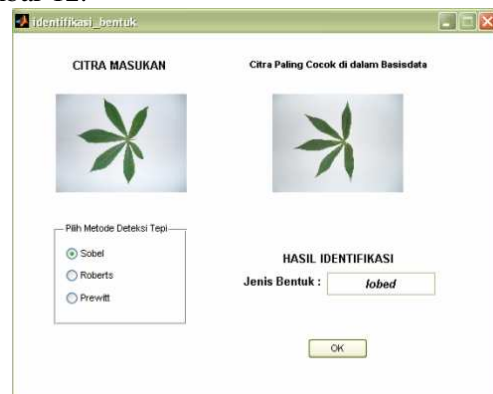 identifikasi_bentuk
CITRA MASUKAN
Citra Paling Cocok di dalam Basisdata
Pilih Metode Deteksi Tepi
Sobel
Roberts
Prewitt
HASIL IDENTIFIKASI
Jenis Bentuk : lobed
OK